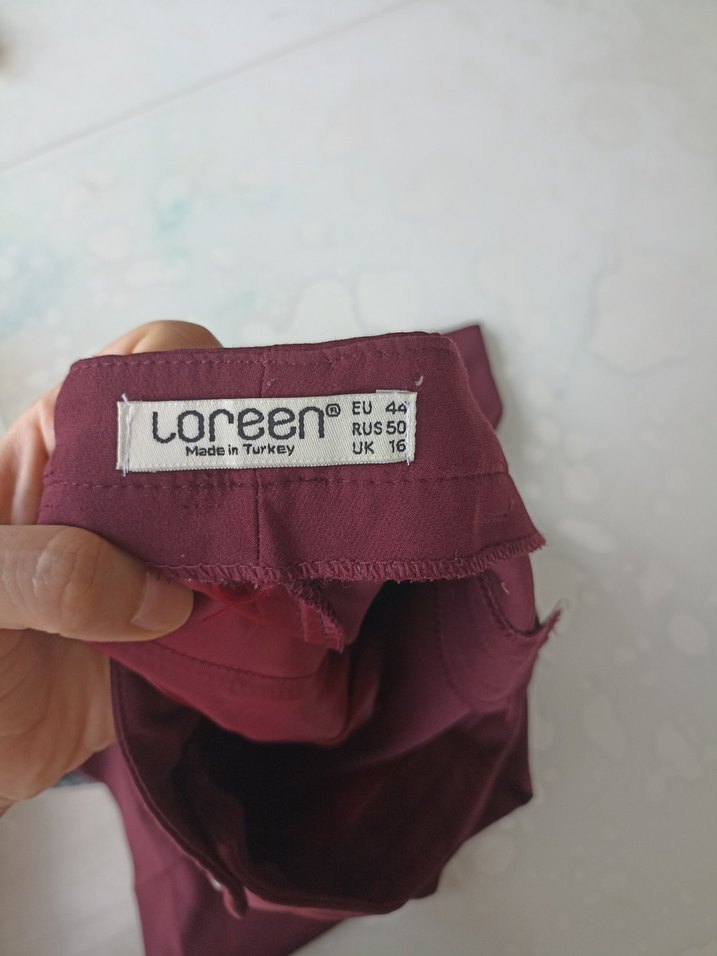 Loreen® EU 44
RUS 50
Made in Turkey UK 16